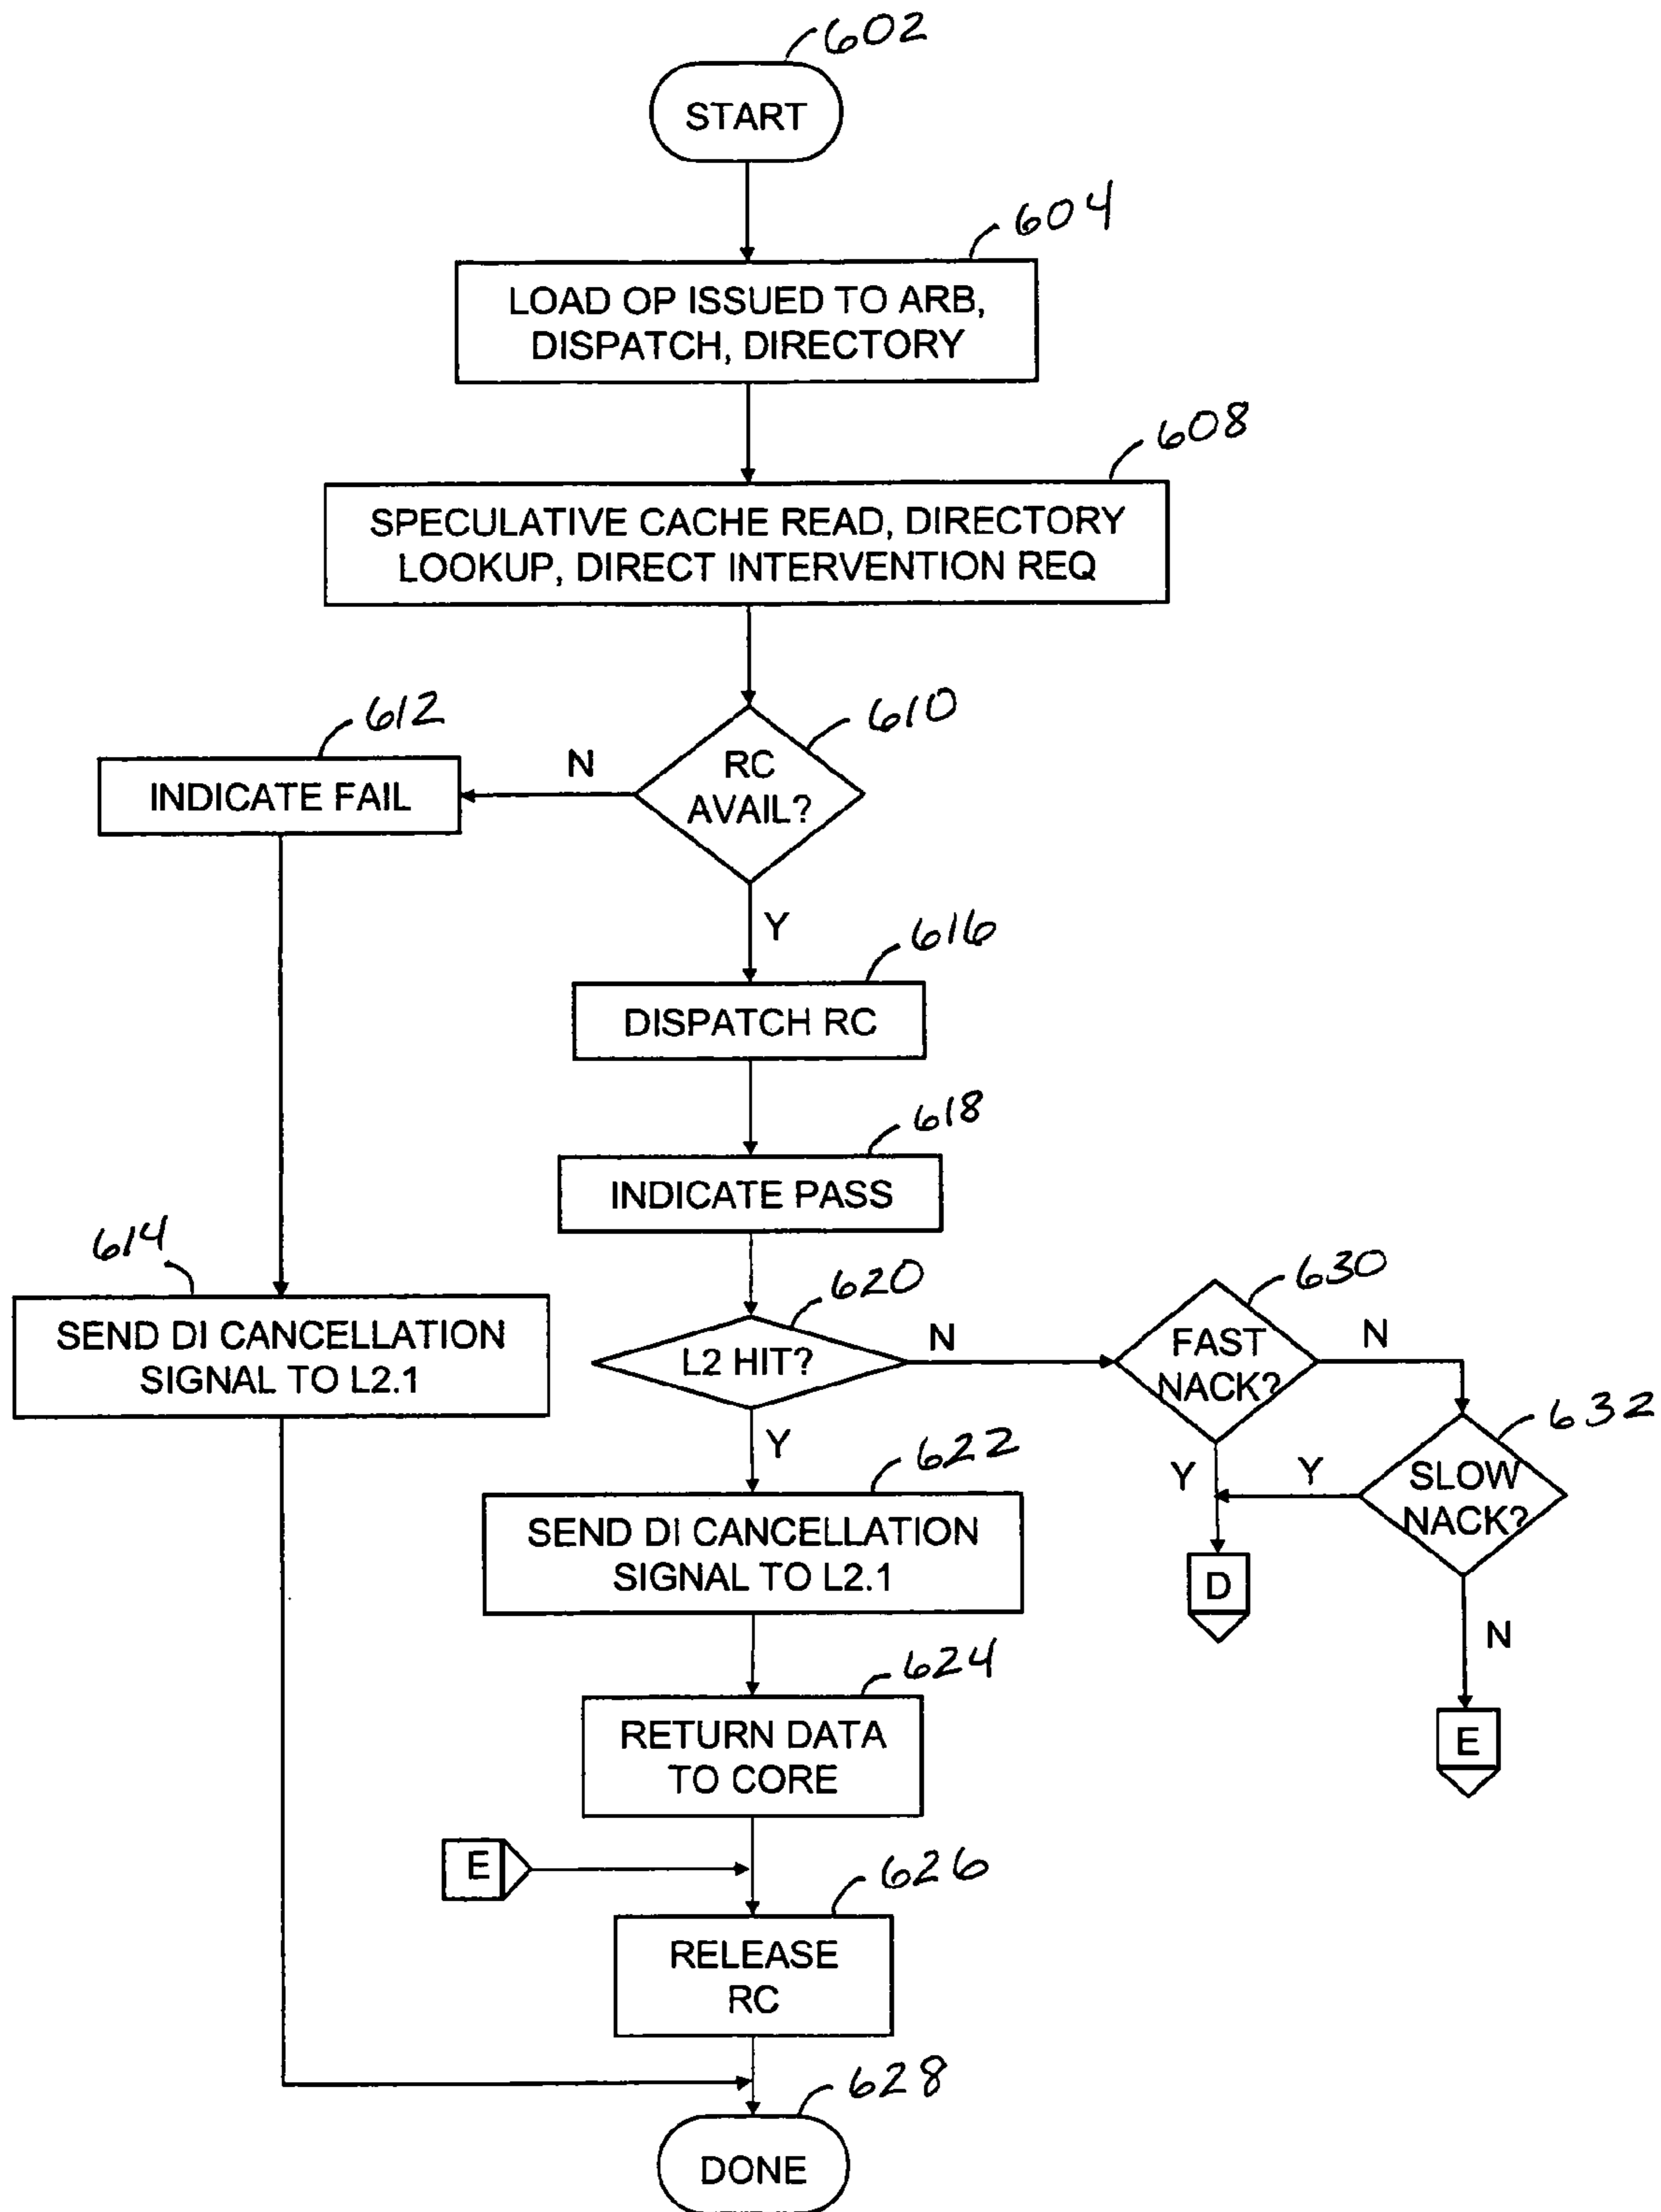 602
START
604
LOAD OP ISSUED TO ARB,
DISPATCH, DIRECTORY
608
SPECULATIVE CACHE READ, DIRECTORY
LOOKUP, DIRECT INTERVENTION REQ
610
RC
AVAIL?
N
612
INDICATE FAIL
Y
616
DISPATCH RC
618
INDICATE PASS
614
SEND DI CANCELLATION
SIGNAL TO L2.1
620
L2 HIT?
N
630
FAST
NACK?
N
632
SLOW
NACK?
Y
Y
D
N
E
Y
622
SEND DI CANCELLATION
SIGNAL TO L2.1
624
RETURN DATA
TO CORE
E
626
RELEASE
RC
628
DONE